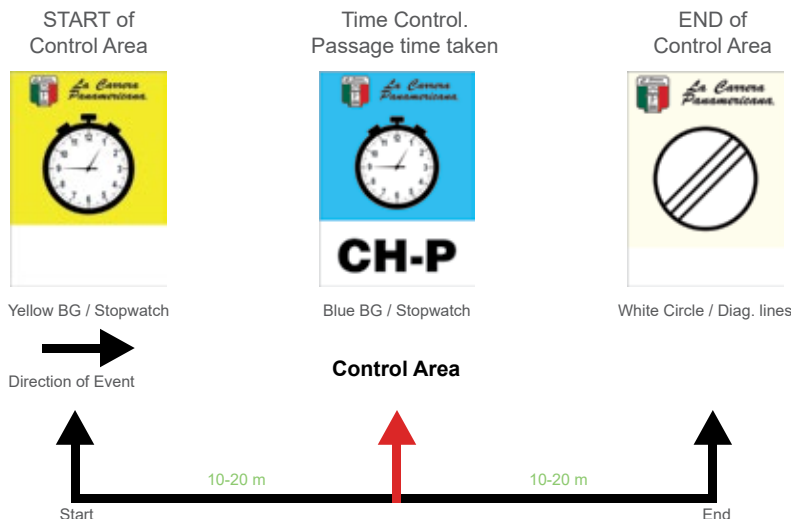 START of
Control Area
Time Control.
Passage time taken
END of
Control Area
La Carrera
Panamericana
La Carrera
Panamericana
La Carrera
Panamericana
CH-P
Yellow BG / Stopwatch
Blue BG / Stopwatch
White Circle / Diag. lines
Direction of Event
Control Area
10-20 m
10-20 m
Start
End